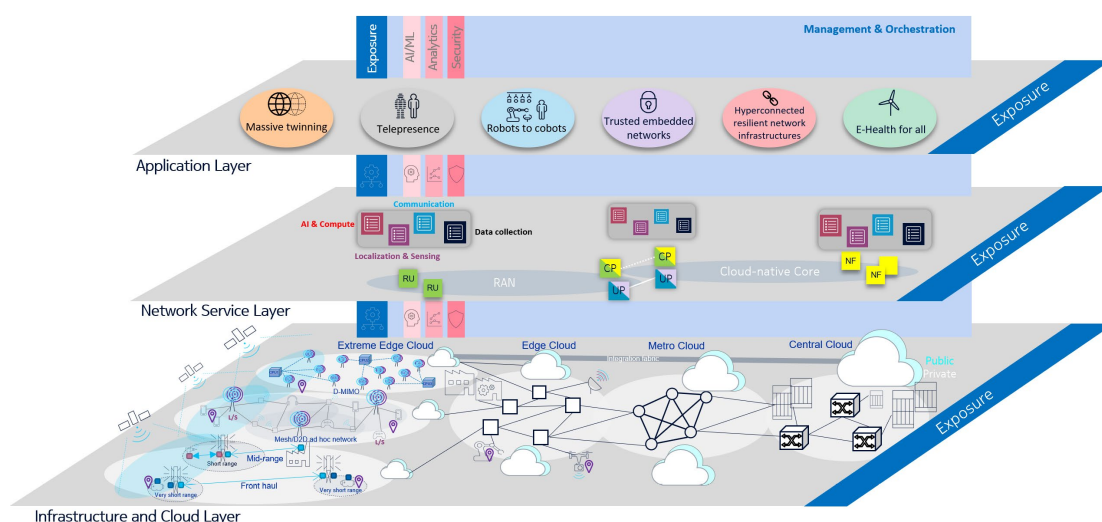 Management & Orchestration
Exposure
AI/ML
Analytics
Security
Massive twinning
Telepresence
Robots to cobots
Trusted embedded
networks
Hyperconnected
resilient network
infrastructures
E-Health for all
Exposure
Application Layer
Communication
AI & Compute
Data collection
Localization & Sensing
RU
RU
RAN
CP
CP
UP
UP
Cloud-native Core
NF
NF
Exposure
Network Service Layer
Extreme Edge Cloud
Edge Cloud
Metro Cloud
Central Cloud
Integration fabric
Public
Private
D-MIMO
L/S
Mesh/D2D ad hoc network
L/S
Short range
Mid-range
Front haul
Very short range
Very short range
Exposure
Infrastructure and Cloud Layer